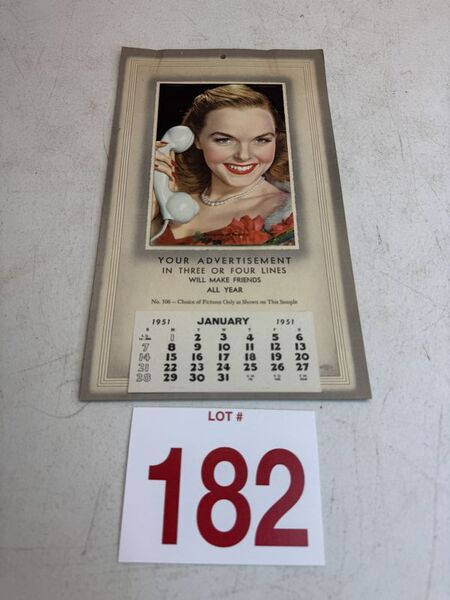 YOUR ADVERTISEMENT
IN THREE OR FOUR LINES
WILL MAKE FRIENDS
ALL YEAR
No. 508 — Choice of Pictures Only as Shown on This Sample
1951 JANUARY 1951
1 2 3 4 5 6
7 8 9 10 11 12 13
14 15 16 17 18 19 20
21 22 23 24 25 26 27
28 29 30 31
LOT #
182